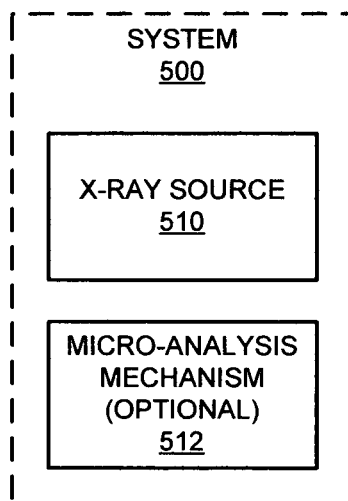 SYSTEM
500
X-RAY SOURCE
510
MICRO-ANALYSIS
MECHANISM
(OPTIONAL)
512